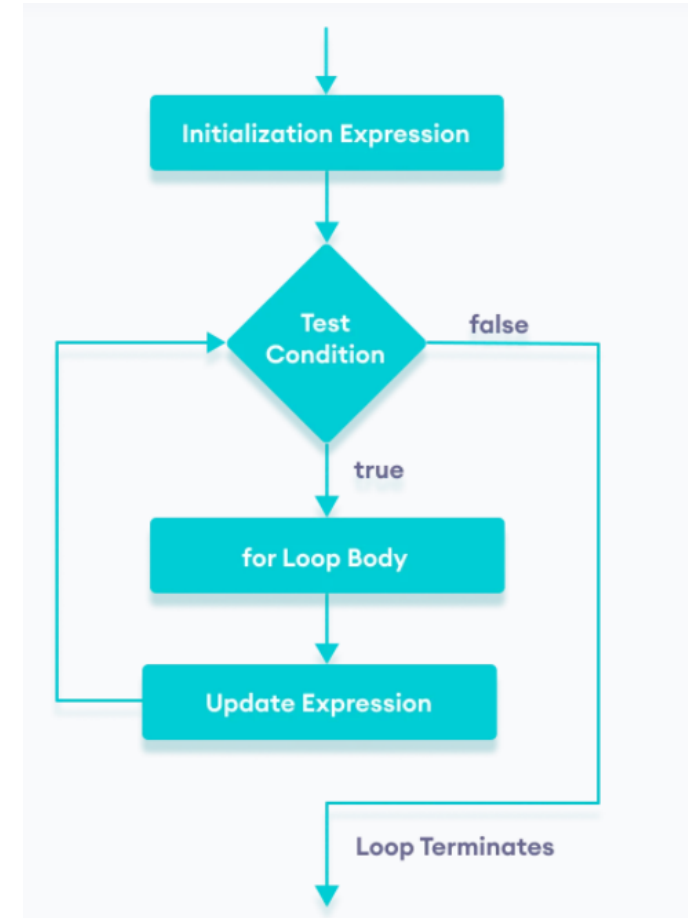 Initialization Expression
Test
Condition
false
true
for Loop Body
Update Expression
Loop Terminates